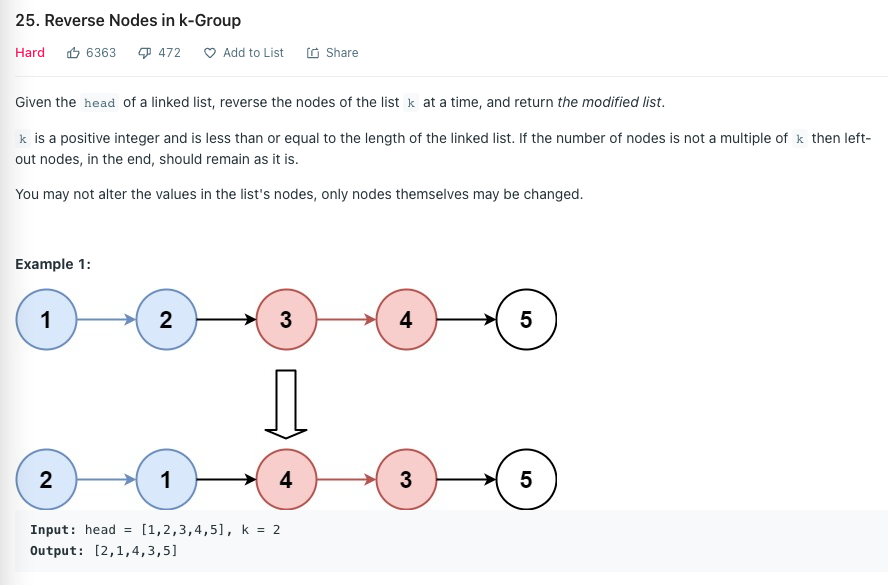 25. Reverse Nodes in k-Group
Hard 6363 472 Add to List Share
Given the head of a linked list, reverse the nodes of the list k at a time, and return the modified list.
k is a positive integer and is less than or equal to the length of the linked list. If the number of nodes is not a multiple of k then left-
out nodes, in the end, should remain as it is.
You may not alter the values in the list's nodes, only nodes themselves may be changed.
Example 1:
1 2 3 4 5
2 1 4 3 5
Input: head = [1,2,3,4,5], k = 2
Output: [2,1,4,3,5]